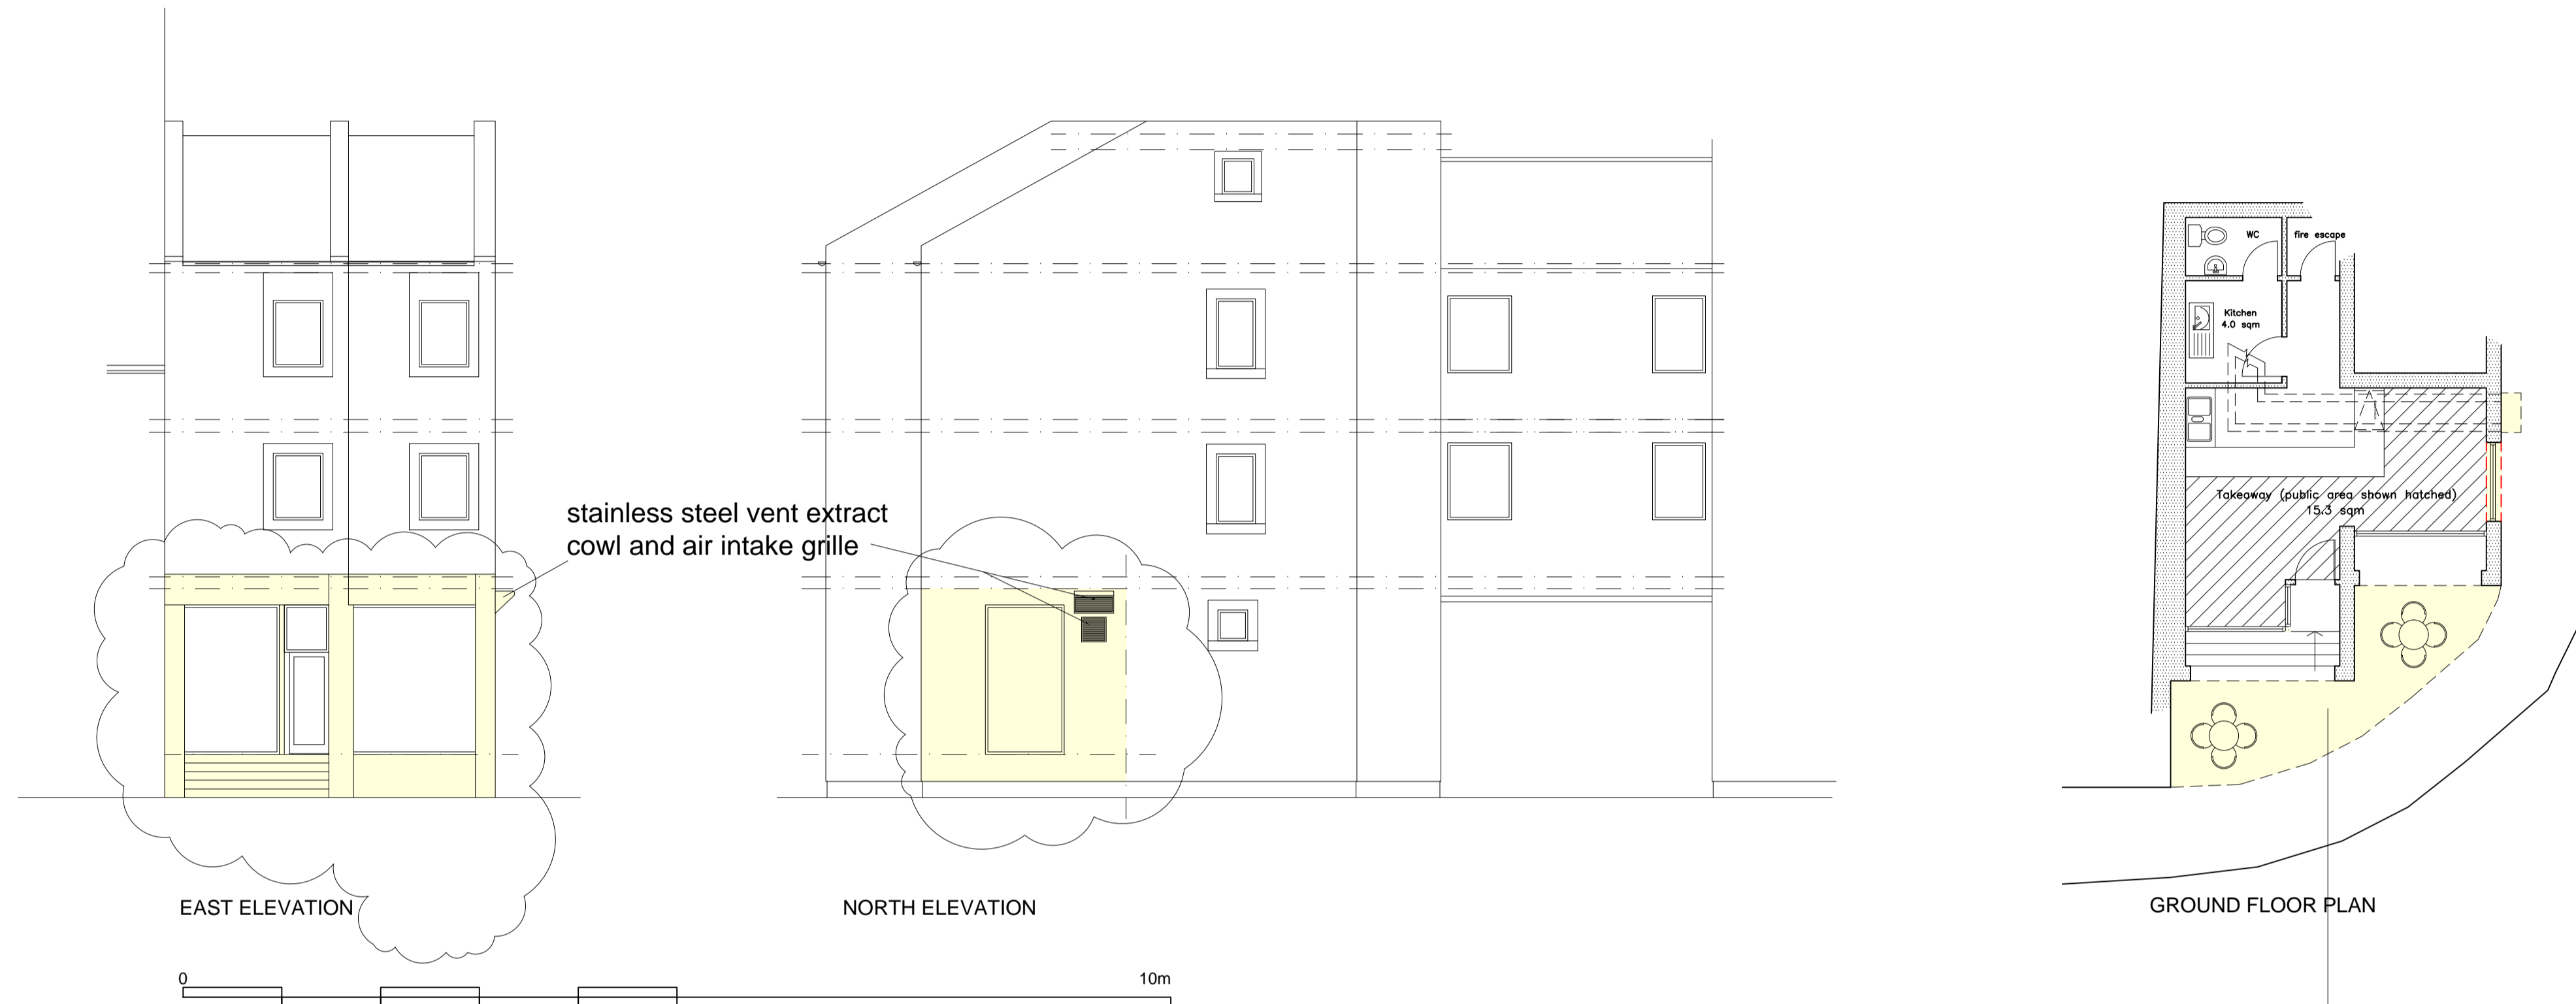 stainless steel vent extract
cowl and air intake grille
WC
fire escape
Kitchen
4.0 sqm
Takeaway (public area shown hatched)
15.3 sqm
EAST ELEVATION
NORTH ELEVATION
GROUND FLOOR PLAN
0
10m